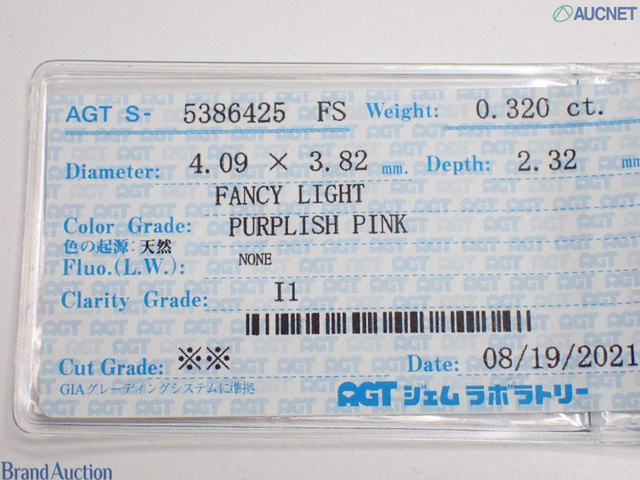 AUCNET
AGT S- 5386425 FS Weight: 0.320 ct.
Diameter: 4.09 × 3.82 mm. Depth: 2.32 mm
FANCY LIGHT
Color Grade: PURPLISH PINK
色の起源: 天然
Fluo.(L.W.): NONE
Clarity Grade: I1
Cut Grade: ※※ Date: 08/19/2021
GIAグレーディングシステムに準拠
AGT ジェムラボラトリー
Brand Auction